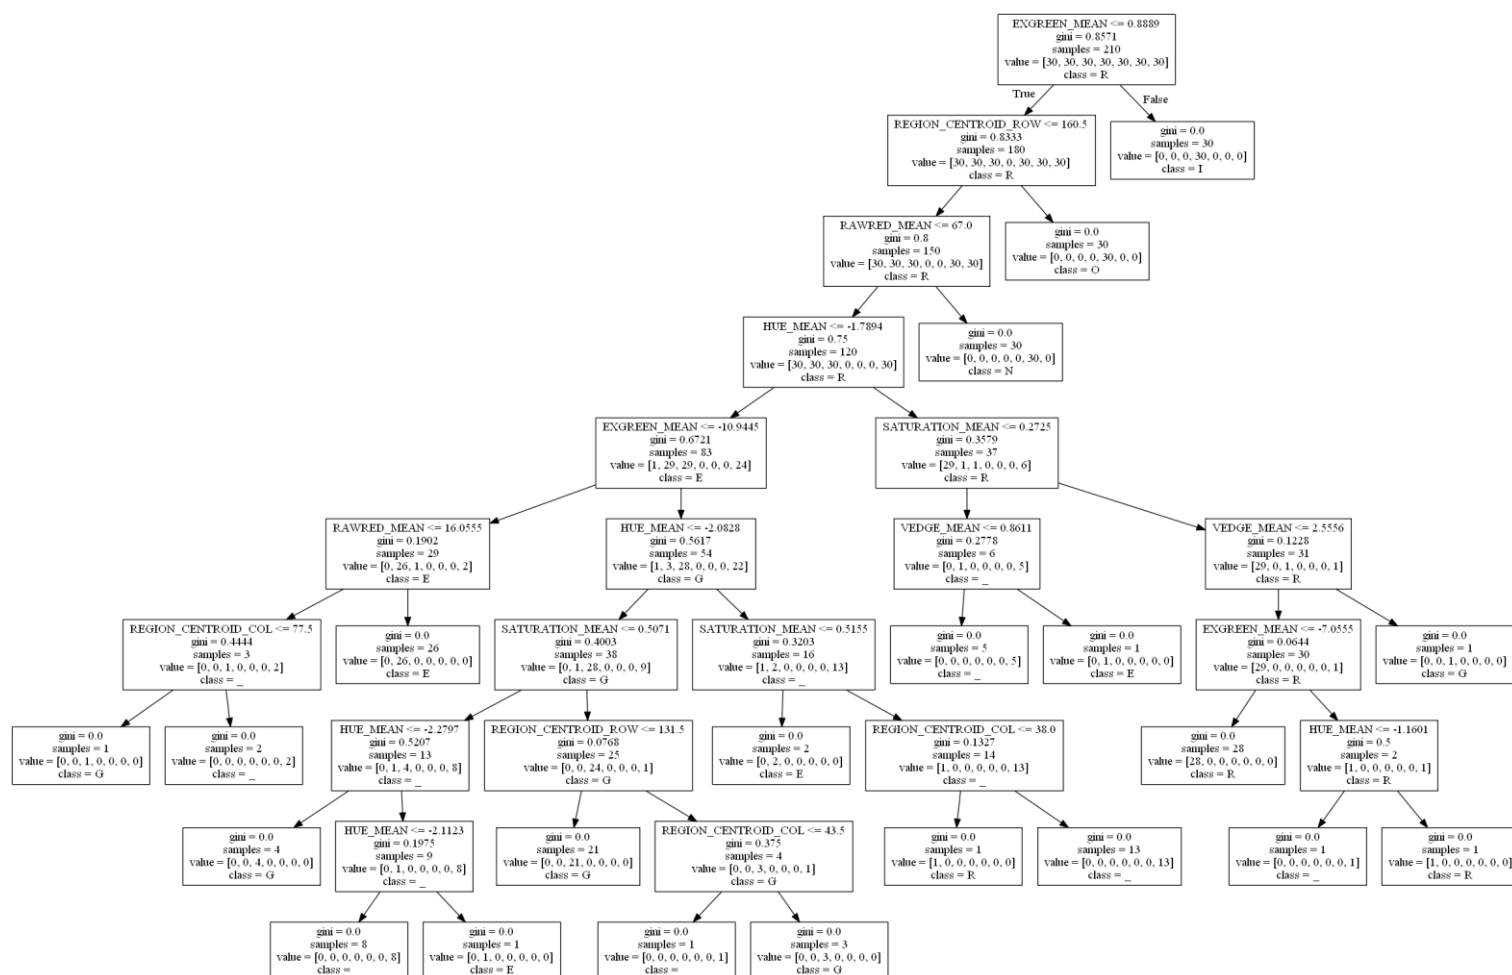 EXGREEN_MEAN <= 0.8889
gini = 0.8571
samples = 210
value = [30, 30, 30, 30, 30, 30, 30]
class = R
True
False
REGION_CENTROID_ROW <= 160.5
gini = 0.8333
samples = 180
value = [30, 30, 30, 0, 30, 30, 30]
class = R
gini = 0.0
samples = 30
value = [0, 0, 0, 30, 0, 0, 0]
class = I
RAWRED_MEAN <= 67.0
gini = 0.8
samples = 150
value = [30, 30, 30, 0, 0, 30, 30]
class = R
gini = 0.0
samples = 30
value = [0, 0, 0, 0, 30, 0, 0]
class = O
HUE_MEAN <= -1.7894
gini = 0.75
samples = 120
value = [30, 30, 30, 0, 0, 0, 30]
class = R
gini = 0.0
samples = 30
value = [0, 0, 0, 0, 0, 30, 0]
class = N
EXGREEN_MEAN <= -10.9445
gini = 0.6721
samples = 83
value = [1, 29, 29, 0, 0, 0, 24]
class = E
SATURATION_MEAN <= 0.2725
gini = 0.3579
samples = 37
value = [29, 1, 1, 0, 0, 0, 6]
class = R
RAWRED_MEAN <= 16.0555
gini = 0.1902
samples = 29
value = [0, 26, 1, 0, 0, 0, 2]
class = E
HUE_MEAN <= -2.0828
gini = 0.5617
samples = 54
value = [1, 3, 28, 0, 0, 0, 22]
class = G
VEDGE_MEAN <= 0.8611
gini = 0.2778
samples = 6
value = [0, 1, 0, 0, 0, 0, 5]
class = _
VEDGE_MEAN <= 2.5556
gini = 0.1228
samples = 31
value = [29, 0, 1, 0, 0, 0, 1]
class = R
REGION_CENTROID_COL <= 77.5
gini = 0.4444
samples = 3
value = [0, 0, 1, 0, 0, 0, 2]
class = _
gini = 0.0
samples = 26
value = [0, 26, 0, 0, 0, 0, 0]
class = E
SATURATION_MEAN <= 0.5071
gini = 0.4003
samples = 38
value = [0, 1, 28, 0, 0, 0, 9]
class = G
SATURATION_MEAN <= 0.5155
gini = 0.3203
samples = 16
value = [1, 2, 0, 0, 0, 0, 13]
class = _
gini = 0.0
samples = 5
value = [0, 0, 0, 0, 0, 0, 5]
class = _
gini = 0.0
samples = 1
value = [0, 1, 0, 0, 0, 0, 0]
class = E
EXGREEN_MEAN <= -7.0555
gini = 0.0644
samples = 30
value = [29, 0, 0, 0, 0, 0, 1]
class = R
gini = 0.0
samples = 1
value = [0, 0, 1, 0, 0, 0, 0]
class = G
gini = 0.0
samples = 1
value = [0, 0, 1, 0, 0, 0, 0]
class = G
gini = 0.0
samples = 2
value = [0, 0, 0, 0, 0, 0, 2]
class = _
HUE_MEAN <= -2.2797
gini = 0.5207
samples = 13
value = [0, 1, 4, 0, 0, 0, 8]
class = _
REGION_CENTROID_ROW <= 131.5
gini = 0.0768
samples = 25
value = [0, 0, 24, 0, 0, 0, 1]
class = G
gini = 0.0
samples = 2
value = [0, 2, 0, 0, 0, 0, 0]
class = E
REGION_CENTROID_COL <= 38.0
gini = 0.1327
samples = 14
value = [1, 0, 0, 0, 0, 0, 13]
class = _
gini = 0.0
samples = 28
value = [28, 0, 0, 0, 0, 0, 0]
class = R
HUE_MEAN <= -1.1601
gini = 0.5
samples = 2
value = [1, 0, 0, 0, 0, 0, 1]
class = R
gini = 0.0
samples = 4
value = [0, 0, 4, 0, 0, 0, 0]
class = G
HUE_MEAN <= -2.1123
gini = 0.1975
samples = 9
value = [0, 1, 0, 0, 0, 0, 8]
class = _
gini = 0.0
samples = 21
value = [0, 0, 21, 0, 0, 0, 0]
class = G
REGION_CENTROID_COL <= 43.5
gini = 0.375
samples = 4
value = [0, 0, 3, 0, 0, 0, 1]
class = G
gini = 0.0
samples = 1
value = [1, 0, 0, 0, 0, 0, 0]
class = R
gini = 0.0
samples = 13
value = [0, 0, 0, 0, 0, 0, 13]
class = _
gini = 0.0
samples = 1
value = [0, 0, 0, 0, 0, 0, 1]
class = _
gini = 0.0
samples = 1
value = [1, 0, 0, 0, 0, 0, 0]
class = R
gini = 0.0
samples = 8
value = [0, 0, 0, 0, 0, 0, 8]
class =
gini = 0.0
samples = 1
value = [0, 1, 0, 0, 0, 0, 0]
class = E
gini = 0.0
samples = 1
value = [0, 0, 0, 0, 0, 0, 1]
class =
gini = 0.0
samples = 3
value = [0, 0, 3, 0, 0, 0, 0]
class = G